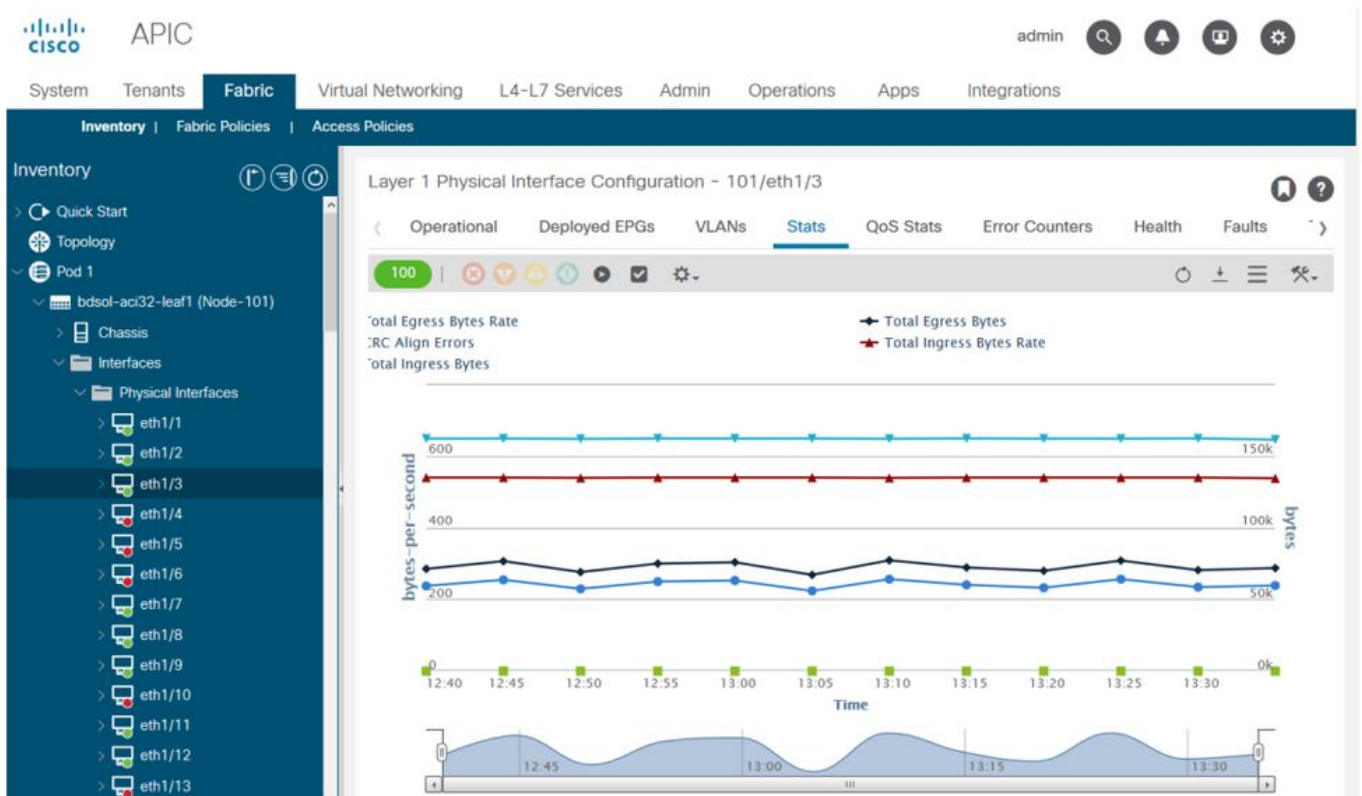 CISCO APIC admin
System Tenants Fabric Virtual Networking L4-L7 Services Admin Operations Apps Integrations
Inventory | Fabric Policies | Access Policies
Inventory
Quick Start
Topology
Pod 1
bdsol-aci32-leaf1 (Node-101)
Chassis
Interfaces
Physical Interfaces
eth1/1
eth1/2
eth1/3
eth1/4
eth1/5
eth1/6
eth1/7
eth1/8
eth1/9
eth1/10
eth1/11
eth1/12
eth1/13
Layer 1 Physical Interface Configuration - 101/eth1/3
Operational Deployed EPGs VLANs Stats QoS Stats Error Counters Health Faults
100
otal Egress Bytes Rate Total Egress Bytes
RC Align Errors Total Ingress Bytes Rate
otal Ingress Bytes
bytes-per-second
600 150k
400 100k
200 50k
0 0k
bytes
12:40 12:45 12:50 12:55 13:00 13:05 13:10 13:15 13:20 13:25 13:30
Time
12:45 13:00 13:15 13:30